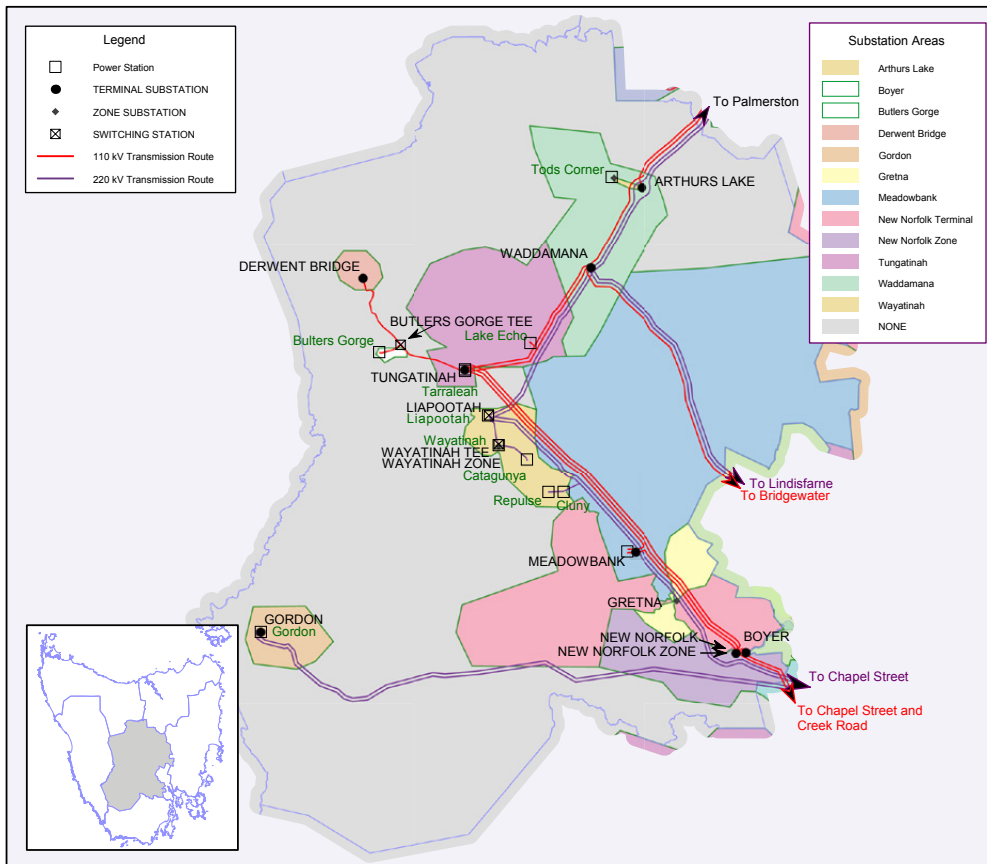 Legend
Power Station
TERMINAL SUBSTATION
ZONE SUBSTATION
SWITCHING STATION
110 kV Transmission Route
220 kV Transmission Route
Substation Areas
Arthurs Lake
Boyer
Butlers Gorge
Derwent Bridge
Gordon
Gretna
Meadowbank
New Norfolk Terminal
New Norfolk Zone
Tungatinah
Waddamana
Wayatinah
NONE
To Palmerston
Tods Corner
ARTHURS LAKE
WADDAMANA
DERWENT BRIDGE
BUTLERS GORGE TEE
Bulters Gorge
Lake Echo
TUNGATINAH
Tarraleah
LIAPOOTAH
Liapootah
Wayatinah
WAYATINAH TEE
WAYATINAH ZONE
Catagunya
Repulse
Cluny
To Lindisfarne
To Bridgewater
MEADOWBANK
GRETNA
GORDON
Gordon
NEW NORFOLK
BOYER
NEW NORFOLK ZONE
To Chapel Street
To Chapel Street and
Creek Road